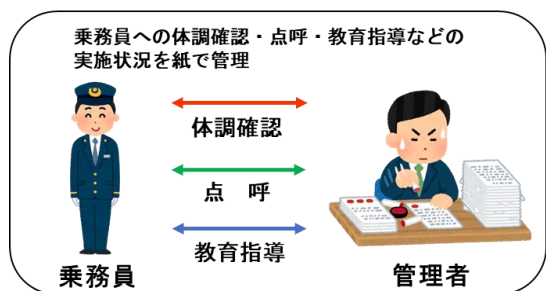 乗務員への体調確認・点呼・教育指導などの
実施状況を紙で管理
体調確認
点 呼
教育指導
乗務員
管理者